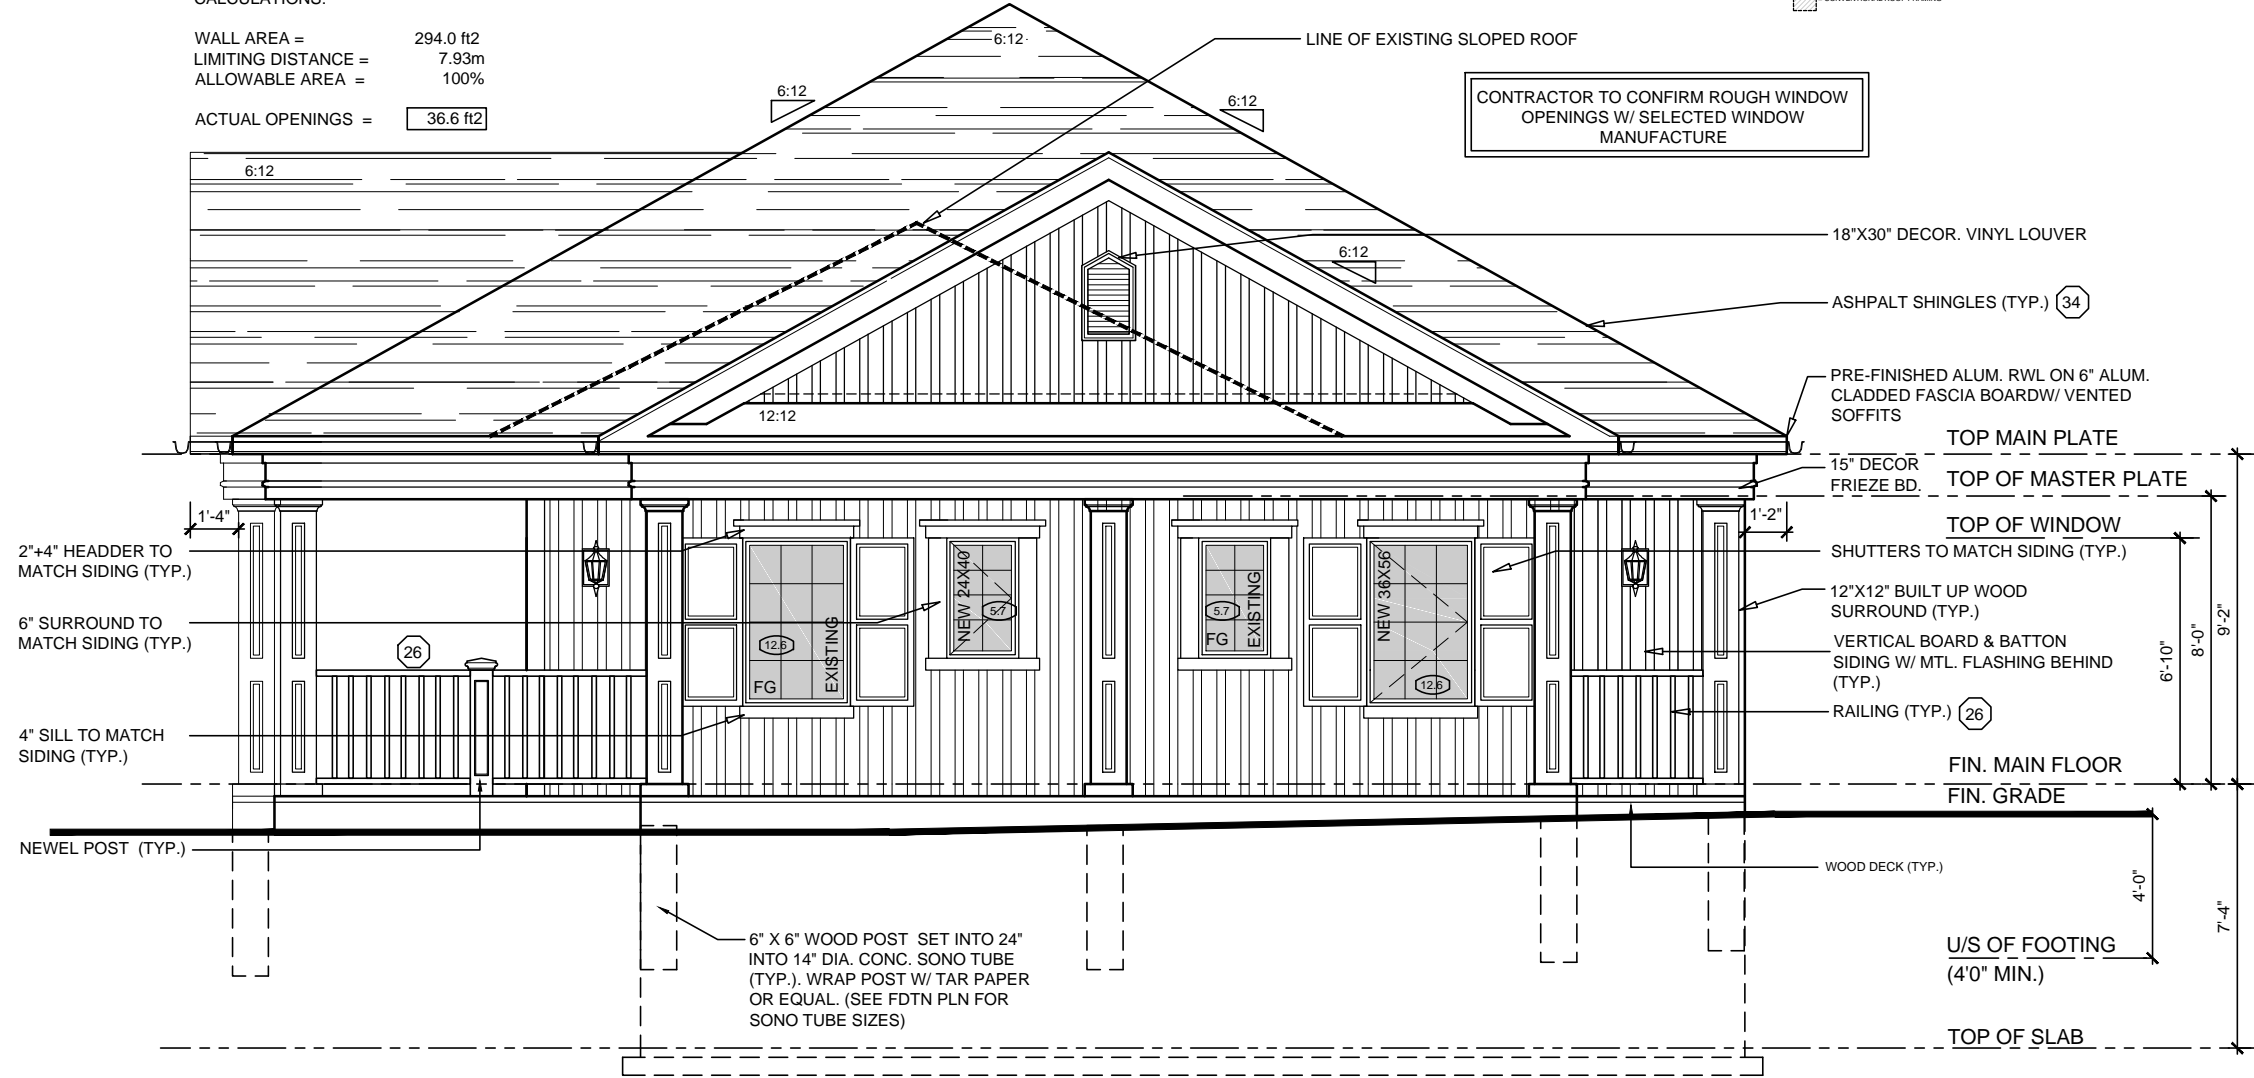 CALCULATIONS:
WALL AREA = 294.0 ft2
LIMITING DISTANCE = 7.93m
ALLOWABLE AREA = 100%
ACTUAL OPENINGS = 36.6 ft2
6:12
LINE OF EXISTING SLOPED ROOF
CONTRACTOR TO CONFIRM ROUGH WINDOW
OPENINGS W/ SELECTED WINDOW
MANUFACTURE
6:12
6:12
6:12
6:12
18"X30" DECOR. VINYL LOUVER
ASHPALT SHINGLES (TYP.) 34
PRE-FINISHED ALUM. RWL ON 6" ALUM.
CLADDED FASCIA BOARDW/ VENTED
SOFFITS
12:12
TOP MAIN PLATE
15" DECOR
FRIEZE BD.
TOP OF MASTER PLATE
1'-4"
1'-2"
TOP OF WINDOW
2"+4" HEADDER TO
MATCH SIDING (TYP.)
SHUTTERS TO MATCH SIDING (TYP.)
6" SURROUND TO
MATCH SIDING (TYP.)
12"X12" BUILT UP WOOD
SURROUND (TYP.)
VERTICAL BOARD & BATTON
SIDING W/ MTL. FLASHING BEHIND
(TYP.)
RAILING (TYP.) 26
26
12.6
FG
EXISTING
NEW 24X40
5.7
5.7
FG
EXISTING
NEW 36X56
12.6
4" SILL TO MATCH
SIDING (TYP.)
6'-10"
8'-0"
9'-2"
FIN. MAIN FLOOR
FIN. GRADE
NEWEL POST (TYP.)
WOOD DECK (TYP.)
4'-0"
7'-4"
6" X 6" WOOD POST SET INTO 24"
INTO 14" DIA. CONC. SONO TUBE
(TYP.). WRAP POST W/ TAR PAPER
OR EQUAL. (SEE FDTN PLN FOR
SONO TUBE SIZES)
U/S OF FOOTING
(4'0" MIN.)
TOP OF SLAB